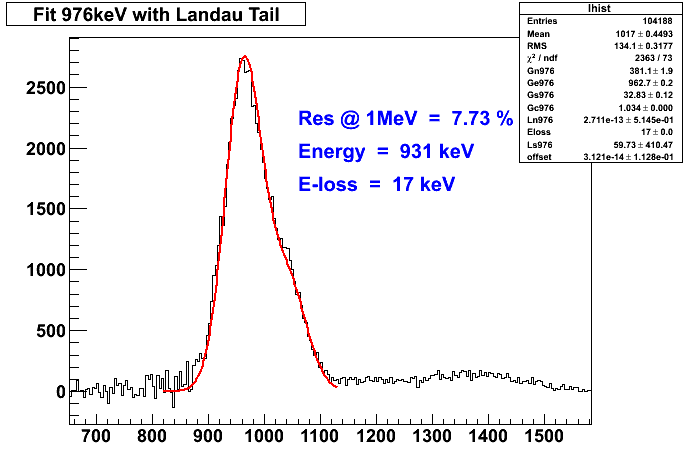 Fit 976keV with Landau Tail
lhist
Entries 104188
Mean 1017 ± 0.4493
RMS 134.1 ± 0.3177
χ² / ndf 2363 / 73
Gn976 381.1 ± 1.9
Ge976 962.7 ± 0.2
Gs976 32.83 ± 0.12
Gc976 1.034 ± 0.000
Ln976 2.711e-13 ± 5.145e-01
Eloss 17 ± 0.0
Ls976 59.73 ± 410.47
offset 3.121e-14 ± 1.128e-01
Res @ 1MeV = 7.73 %
Energy = 931 keV
E-loss = 17 keV
2500
2000
1500
1000
500
0
700 800 900 1000 1100 1200 1300 1400 1500